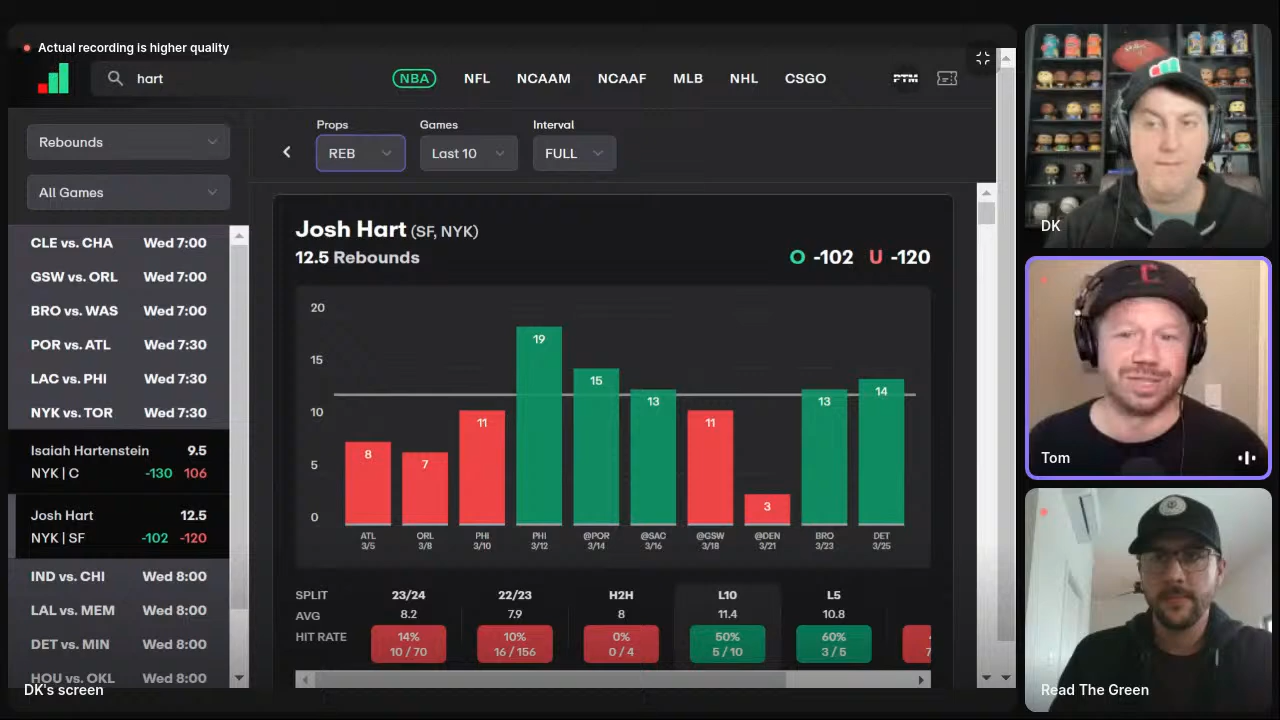 Actual recording is higher quality
hart
NBA NFL NCAAM NCAAF MLB NHL CSGO
Rebounds
All Games
Props Games Interval
REB Last 10 FULL
CLE vs. CHA Wed 7:00
GSW vs. ORL Wed 7:00
BRO vs. WAS Wed 7:00
POR vs. ATL Wed 7:30
LAC vs. PHI Wed 7:30
NYK vs. TOR Wed 7:30
Isaiah Hartenstein 9.5
NYK | C -130 106
Josh Hart 12.5
NYK | SF -102 -120
IND vs. CHI Wed 8:00
LAL vs. MEM Wed 8:00
DET vs. MIN Wed 8:00
HOU vs. OKL Wed 8:00
DK's screen
Josh Hart (SF, NYK)
12.5 Rebounds O -102 U -120
20
15
10
5
0
8 7 11 19 15 13 11 3 13 14
ATL ORL PHI PHI @POR @SAC @GSW @DEN BRO DET
3/5 3/8 3/10 3/12 3/14 3/16 3/18 3/21 3/23 3/25
SPLIT 23/24 22/23 H2H L10 L5
AVG 8.2 7.9 8 11.4 10.8
HIT RATE 14% 10% 0% 50% 60%
10 / 70 16 / 156 0 / 4 5 / 10 3 / 5
DK
C
Tom
Read The Green